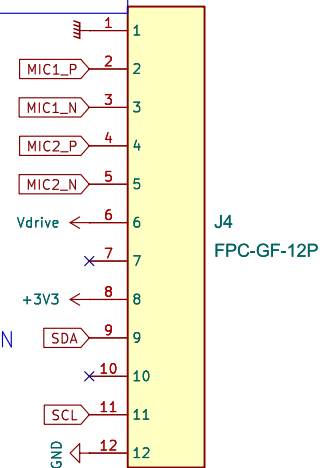 1 1
MIC1_P 2 2
MIC1_N 3 3
MIC2_P 4 4
MIC2_N 5 5
Vdrive 6 6
J4
7 7
FPC-GF-12P
+3V3 8 8
N
SDA 9 9
10 10
SCL 11 11
GND 12 12